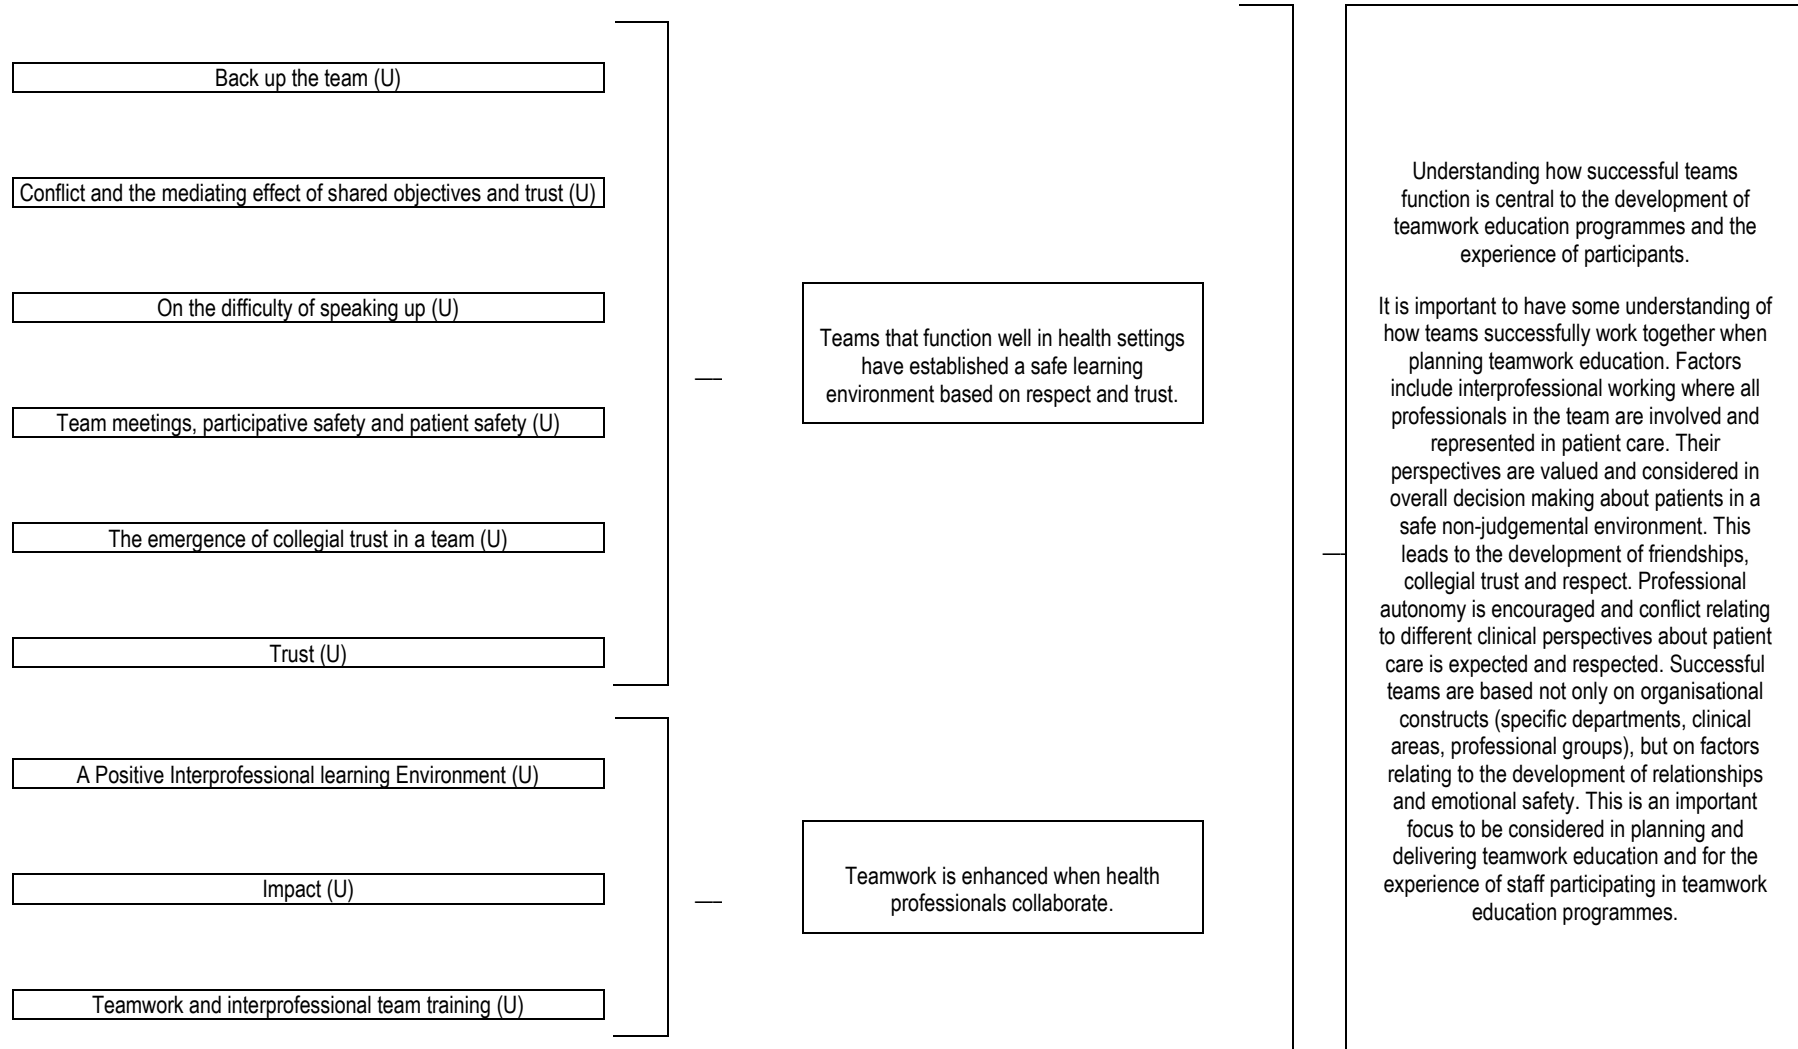 Back up the team (U)
Conflict and the mediating effect of shared objectives and trust (U)
On the difficulty of speaking up (U)
Team meetings, participative safety and patient safety (U)
The emergence of collegial trust in a team (U)
Trust (U)
A Positive Interprofessional learning Environment (U)
Impact (U)
Teamwork and interprofessional team training (U)
Teams that function well in health settings
have established a safe learning
environment based on respect and trust.
Teamwork is enhanced when health
professionals collaborate.
Understanding how successful teams
function is central to the development of
teamwork education programmes and the
experience of participants.
It is important to have some understanding of
how teams successfully work together when
planning teamwork education. Factors
include interprofessional working where all
professionals in the team are involved and
represented in patient care. Their
perspectives are valued and considered in
overall decision making about patients in a
safe non-judgemental environment. This
leads to the development of friendships,
collegial trust and respect. Professional
autonomy is encouraged and conflict relating
to different clinical perspectives about patient
care is expected and respected. Successful
teams are based not only on organisational
constructs (specific departments, clinical
areas, professional groups), but on factors
relating to the development of relationships
and emotional safety. This is an important
focus to be considered in planning and
delivering teamwork education and for the
experience of staff participating in teamwork
education programmes.